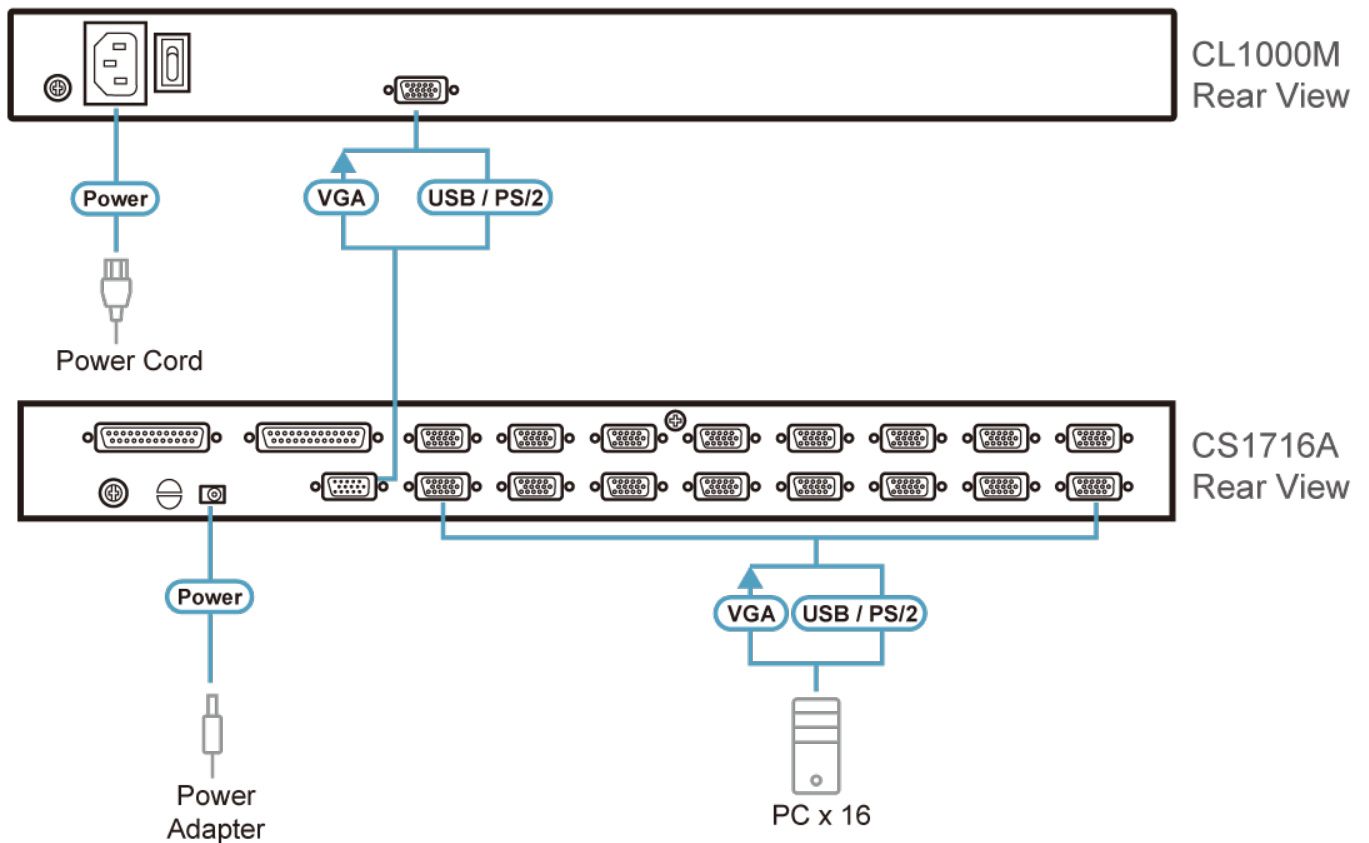 CL1000M
Rear View
Power
VGA
USB / PS/2
Power Cord
CS1716A
Rear View
Power
VGA
USB / PS/2
Power
Adapter
PC x 16